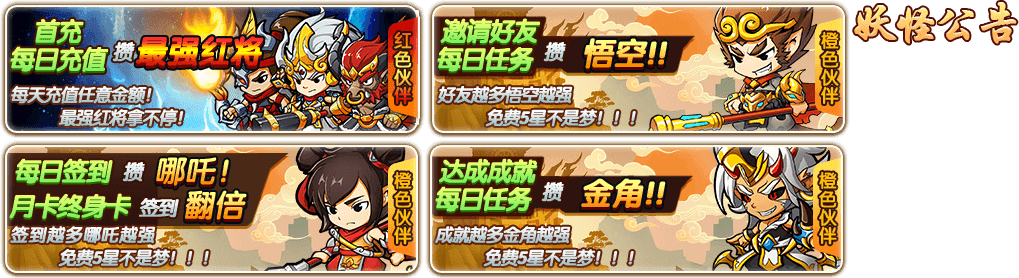 首充
每日充值 攒 最强红将
每天充值任意金额！
最强红将拿不停！
红色伙伴
邀请好友
每日任务 攒 悟空!!
好友越多悟空越强
免费5星不是梦！！！
橙色伙伴
妖怪公告
每日签到 攒 哪吒！
月卡终身卡 签到 翻倍
签到越多哪吒越强
免费5星不是梦！！！
橙色伙伴
达成成就
每日任务 攒 金角!!
成就越多金角越强
免费5星不是梦！！！
橙色伙伴